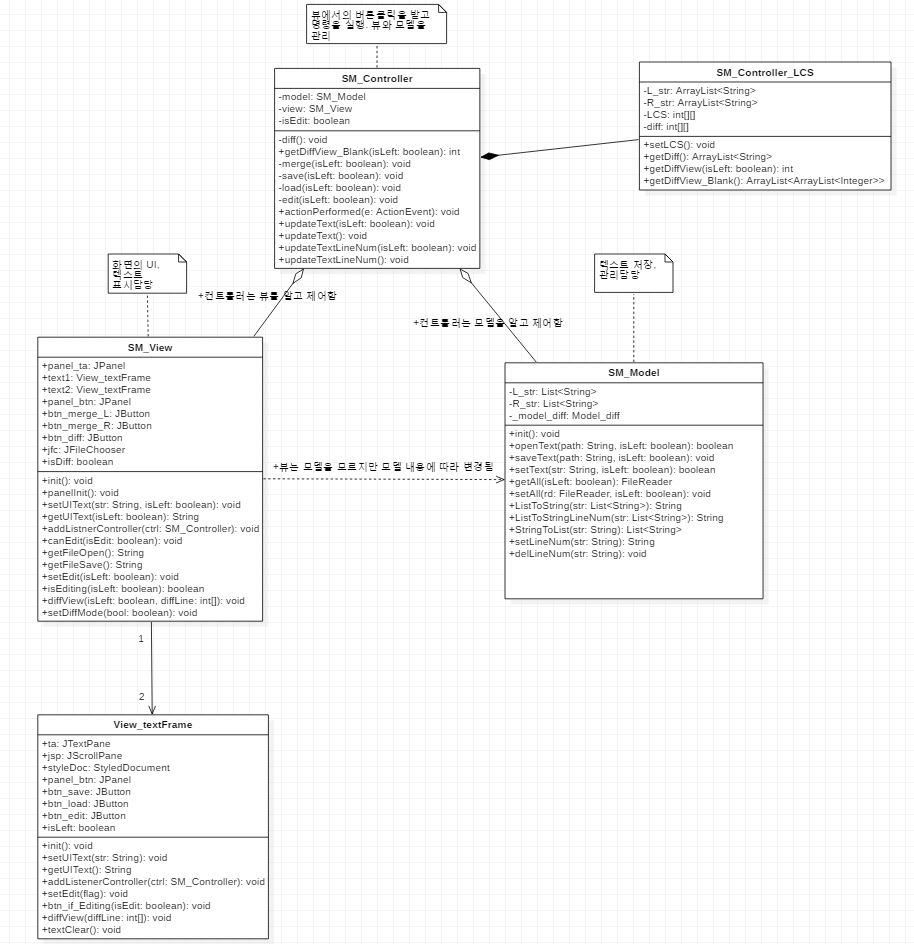 뷰에서의 버튼클릭을 받고
명령을 실행. 뷰와 모델을
관리
SM_Controller
-model: SM_Model
-view: SM_View
-isEdit: boolean
-diff(): void
+getDiffView_Blank(isLeft: boolean): int
-merge(isLeft: boolean): void
-save(isLeft: boolean): void
-load(isLeft: boolean): void
-edit(isLeft: boolean): void
+actionPerformed(e: ActionEvent): void
+updateText(isLeft: boolean): void
+updateText(): void
+updateTextLineNum(isLeft: boolean): void
+updateTextLineNum(): void
SM_Controller_LCS
-L_str: ArrayList<String>
-R_str: ArrayList<String>
-LCS: int[][]
-diff: int[][]
+setLCS(): void
+getDiff(): ArrayList<String>
+getDiffView(isLeft: boolean): int
+getDiffView_Blank(): ArrayList<ArrayList<Integer>>
화면의 UI,
텍스트
표시담당
텍스트 저장,
관리담당
+컨트롤러는 뷰를 알고 제어함
+컨트롤러는 모델을 알고 제어함
SM_View
+panel_ta: JPanel
+text1: View_textFrame
+text2: View_textFrame
+panel_btn: JPanel
+btn_merge_L: JButton
+btn_merge_R: JButton
+btn_diff: JButton
+jfc: JFileChooser
+isDiff: boolean
+init(): void
+panelInit(): void
+setUIText(str: String, isLeft: boolean): void
+getUIText(isLeft: boolean): String
+addListnerController(ctrl: SM_Controller): void
+canEdit(isEdit: boolean): void
+getFileOpen(): String
+getFileSave(): String
+setEdit(isLeft: boolean): void
+isEditing(isLeft: boolean): boolean
+diffView(isLeft: boolean, diffLine: int[]): void
+setDiffMode(bool: boolean): void
+뷰는 모델을 모르지만 모델 내용에 따라 변경됨
SM_Model
-L_str: List<String>
-R_str: List<String>
-_model_diff: Model_diff
+init(): void
+openText(path: String, isLeft: boolean): boolean
+saveText(path: String, isLeft: boolean): void
+setText(str: String, isLeft: boolean): boolean
+getAll(isLeft: boolean): FileReader
+setAll(rd: FileReader, isLeft: boolean): void
+ListToString(str: List<String>): String
+ListToStringLineNum(str: List<String>): String
+StringToList(str: String): List<String>
+setLineNum(str: String): String
+delLineNum(str: String): void
1
2
View_textFrame
+ta: JTextPane
+jsp: JScrollPane
+styleDoc: StyledDocument
+panel_btn: JPanel
+btn_save: JButton
+btn_load: JButton
+btn_edit: JButton
+isLeft: boolean
+init(): void
+setUIText(str: String): void
+getUIText(): String
+addListenerController(ctrl: SM_Controller): void
+setEdit(flag): void
+btn_if_Editing(isEdit: boolean): void
+diffView(diffLine: int[]): void
+textClear(): void